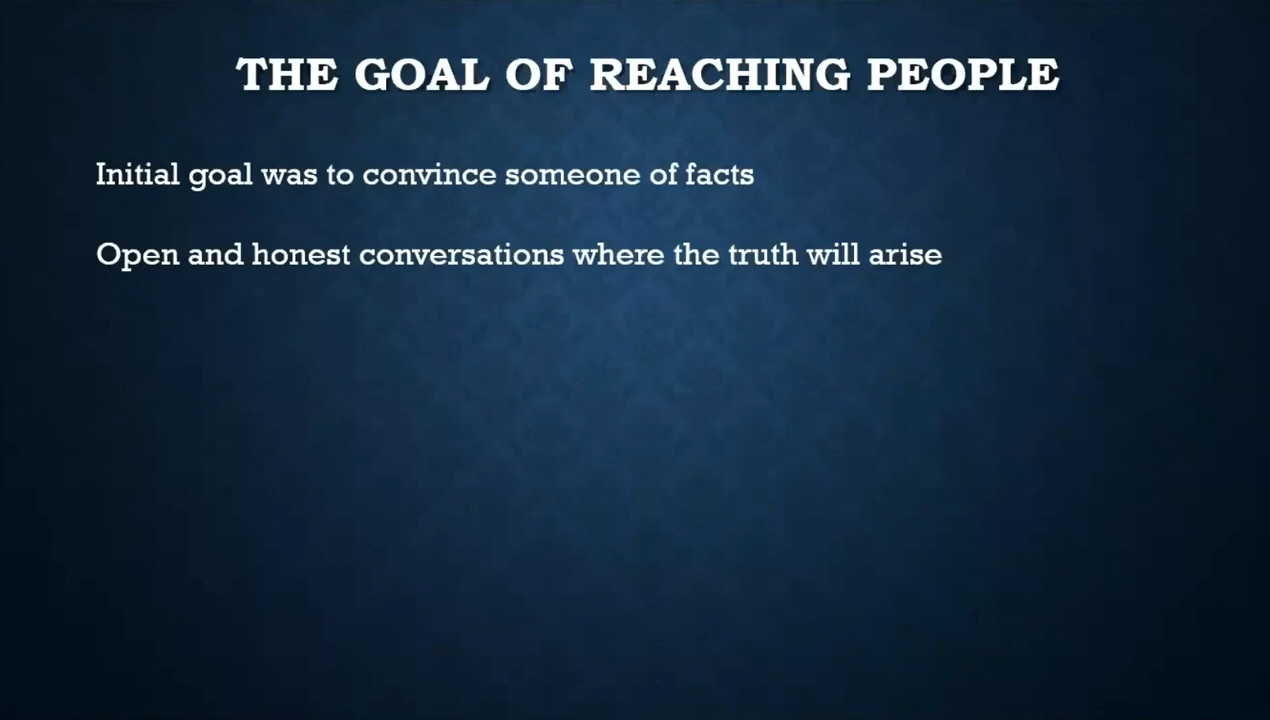 THE GOAL OF REACHING PEOPLE
Initial goal was to convince someone of facts
Open and honest conversations where the truth will arise